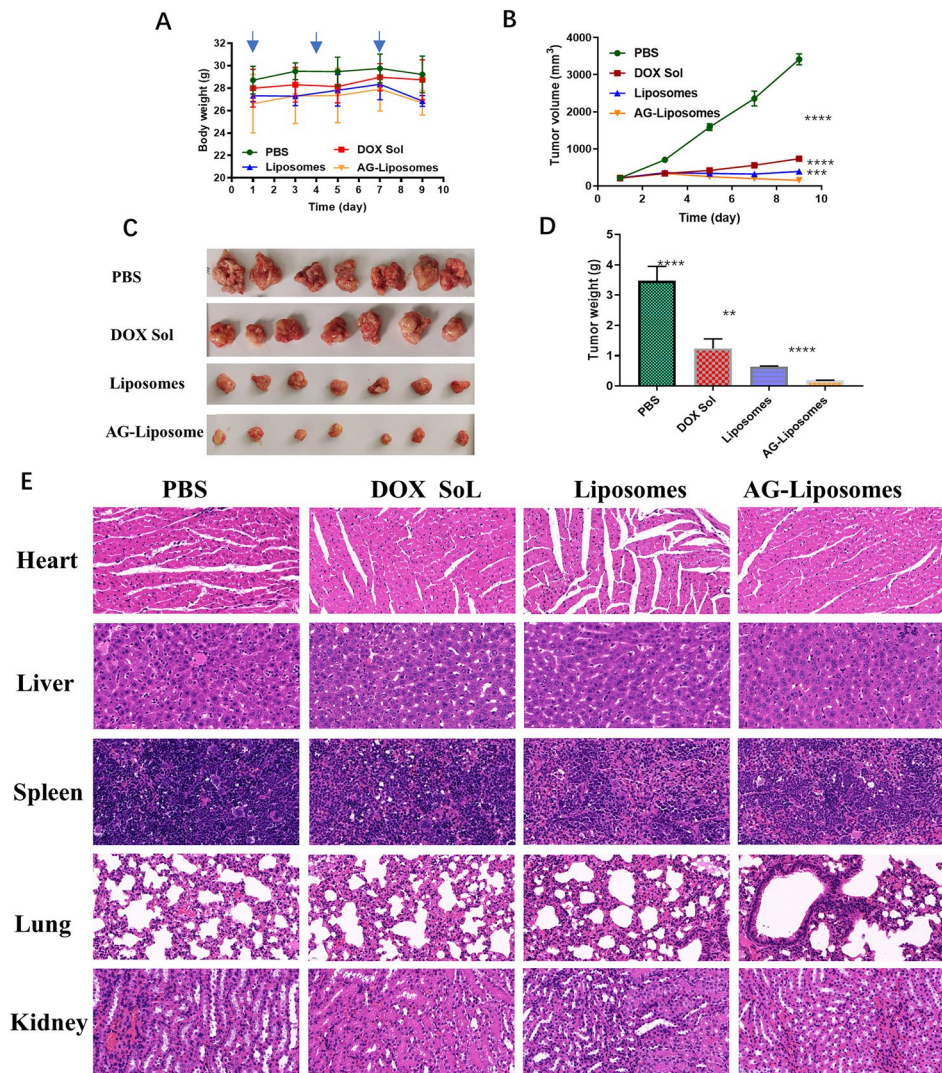 A
Body weight (g)
32
30
28
26
24
22
20
PBS
DOX Sol
Liposomes
AG-Liposomes
0 1 2 3 4 5 6 7 8 9 10
Time (day)
B
Tumor volume (mm3)
4000
3000
2000
1000
400
0
PBS
DOX Sol
Liposomes
AG-Liposomes
****
****
***
0 2 4 6 8 10
Time (day)
C
PBS
DOX Sol
Liposomes
AG-Liposome
D
Tumor weight (g)
5
4
3
2
1
0
****
**
****
PBS
DOX Sol
Liposomes
AG-Liposomes
E
PBS DOX SoL Liposomes AG-Liposomes
Heart
Liver
Spleen
Lung
Kidney